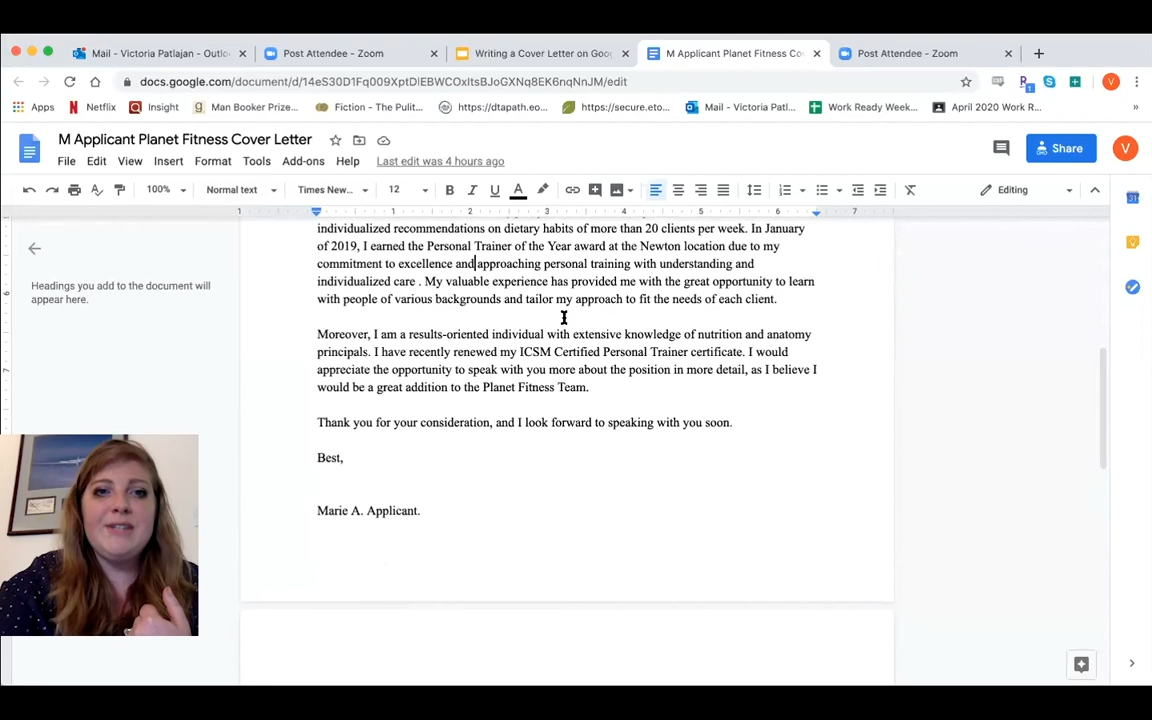 Mail - Victoria Patlajan - Outlo
Post Attendee - Zoom
Writing a Cover Letter on Goo
M Applicant Planet Fitness Co
Post Attendee - Zoom
docs.google.com/document/d/14eS30D1Fq009XptDlEBWCOxltsBJoGXNq8EK6nqNnJM/edit
Apps
Netflix
Insight
Man Booker Prize...
Fiction - The Pulit...
https://dtapath.eo...
https://secure.eto...
Mail - Victoria Patl...
Work Ready Week...
April 2020 Work R...
»
M Applicant Planet Fitness Cover Letter
File Edit View Insert Format Tools Add-ons Help Last edit was 4 hours ago
Share
V
100% Normal text Times New... 12 B I U A Editing
1 1 2 3 4 5 6 7
Headings you add to the document will
appear here.
individualized recommendations on dietary habits of more than 20 clients per week. In January
of 2019, I earned the Personal Trainer of the Year award at the Newton location due to my
commitment to excellence and approaching personal training with understanding and
individualized care . My valuable experience has provided me with the great opportunity to learn
with people of various backgrounds and tailor my approach to fit the needs of each client.
Moreover, I am a results-oriented individual with extensive knowledge of nutrition and anatomy
principals. I have recently renewed my ICSM Certified Personal Trainer certificate. I would
appreciate the opportunity to speak with you more about the position in more detail, as I believe I
would be a great addition to the Planet Fitness Team.
Thank you for your consideration, and I look forward to speaking with you soon.
Best,
Marie A. Applicant.